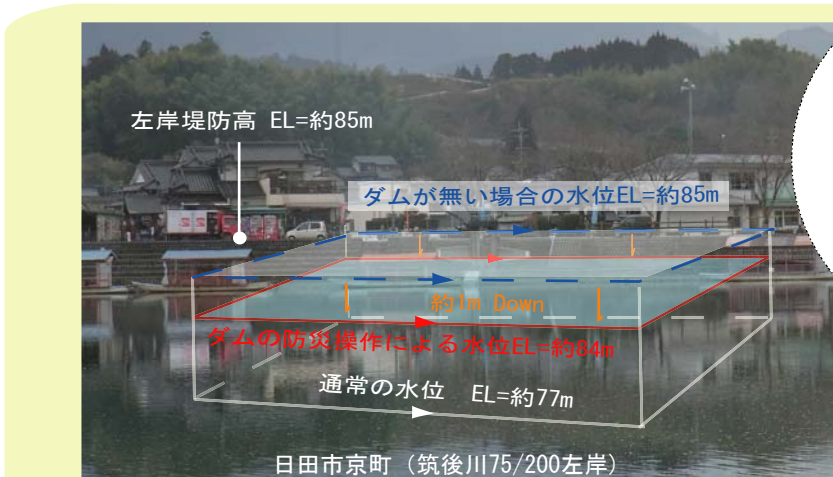 左岸堤防高 EL=約85m
ダムが無い場合の水位EL=約85m
約1m Down
ダムの防災操作による水位EL=約84m
通常の水位　EL=約77m
日田市京町（筑後川75/200左岸）